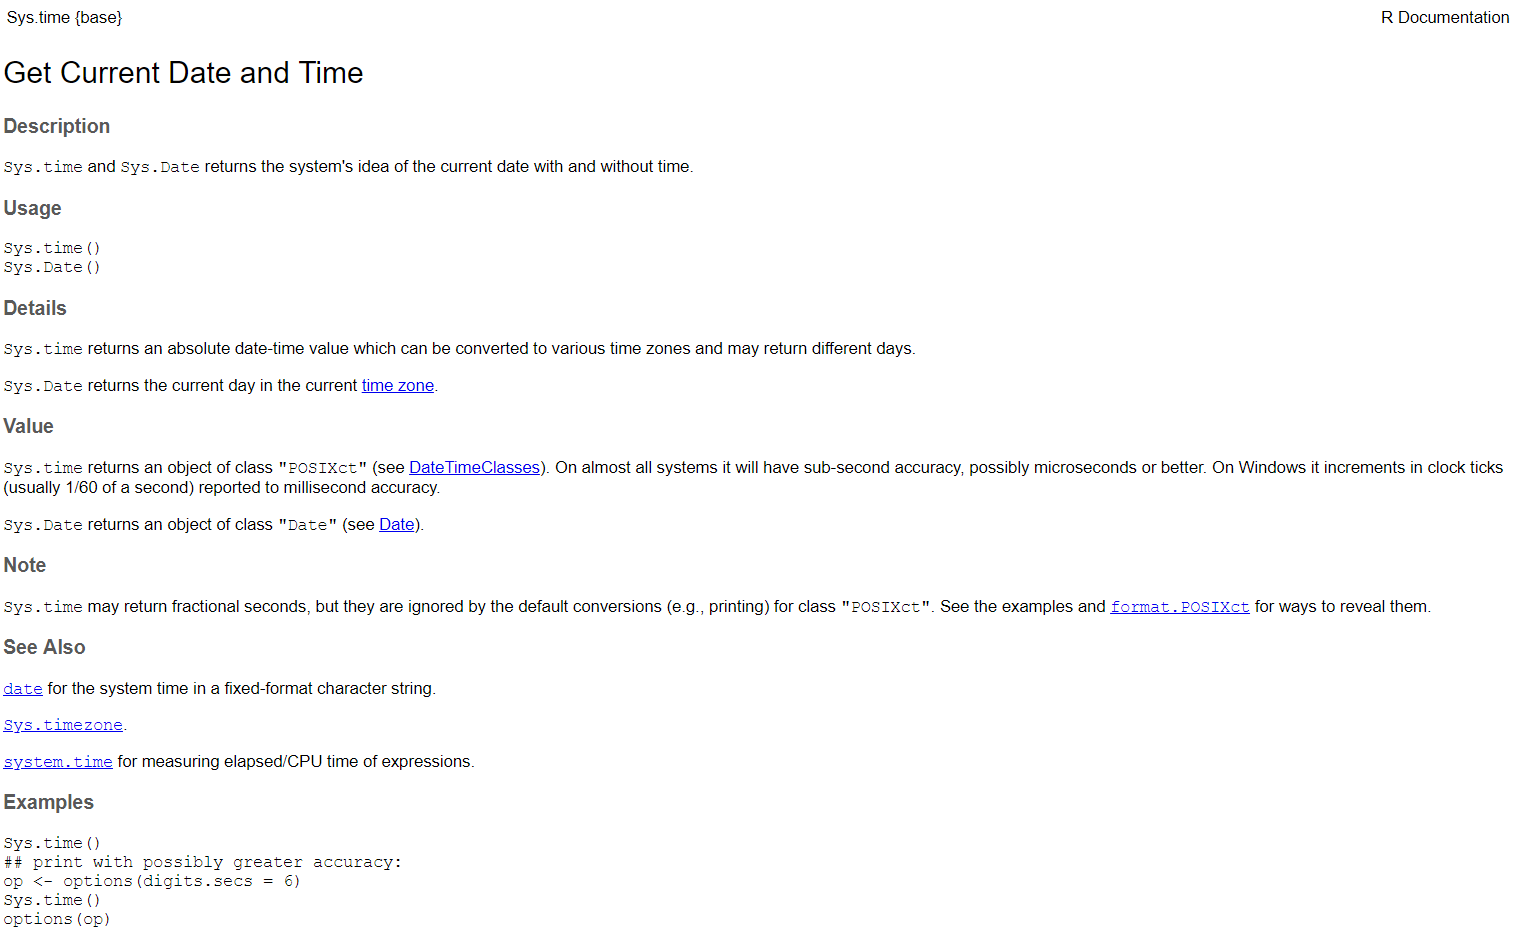 Sys.time {base}
R Documentation
Get Current Date and Time
Description
Sys.time and Sys.Date returns the system's idea of the current date with and without time.
Usage
Sys.time()
Sys.Date()
Details
Sys.time returns an absolute date-time value which can be converted to various time zones and may return different days.
Sys.Date returns the current day in the current time zone.
Value
Sys.time returns an object of class "POSIXct" (see DateTimeClasses). On almost all systems it will have sub-second accuracy, possibly microseconds or better. On Windows it increments in clock ticks
(usually 1/60 of a second) reported to millisecond accuracy.
Sys.Date returns an object of class "Date" (see Date).
Note
Sys.time may return fractional seconds, but they are ignored by the default conversions (e.g., printing) for class "POSIXct". See the examples and format.POSIXct for ways to reveal them.
See Also
date for the system time in a fixed-format character string.
Sys.timezone.
system.time for measuring elapsed/CPU time of expressions.
Examples
Sys.time()
## print with possibly greater accuracy:
op <- options(digits.secs = 6)
Sys.time()
options(op)